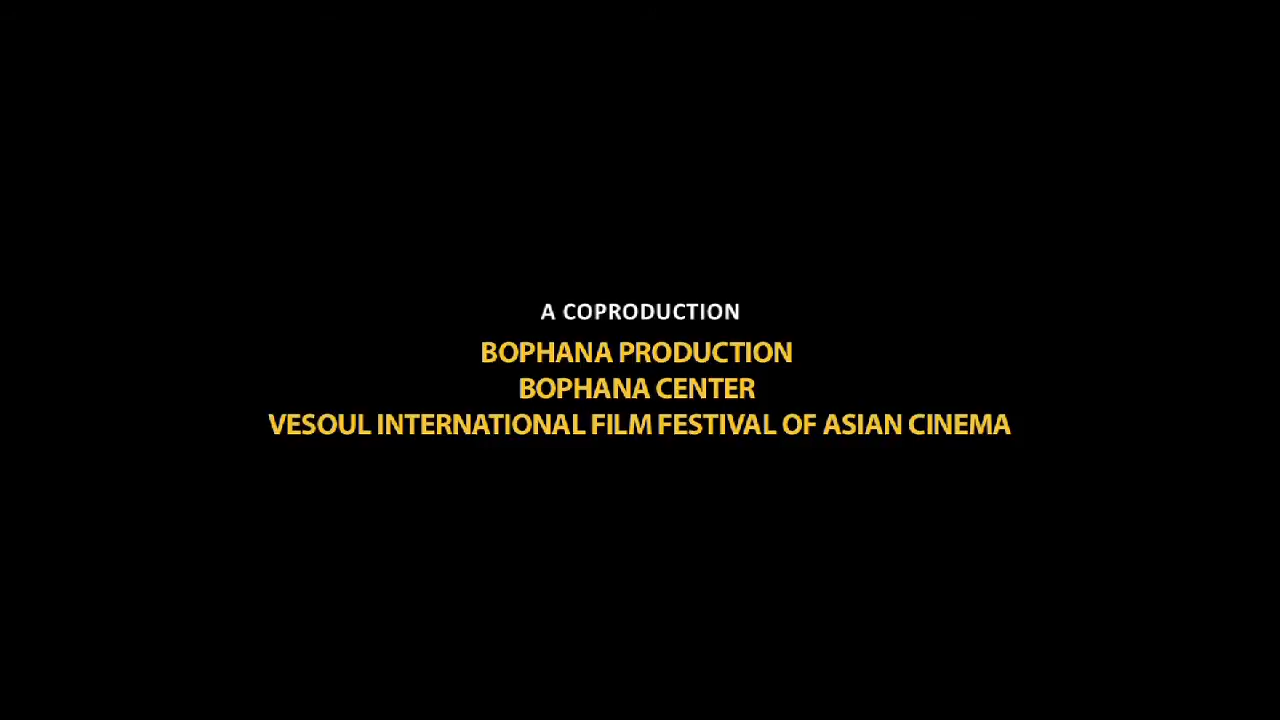 A COPRODUCTION
BOPHANA PRODUCTION
BOPHANA CENTER
VESOUL INTERNATIONAL FILM FESTIVAL OF ASIAN CINEMA